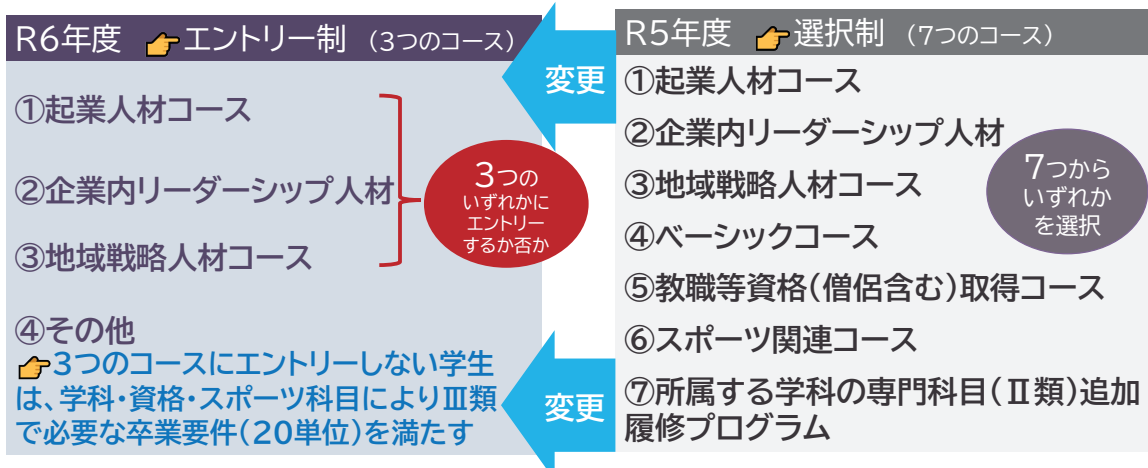 R6年度 👉エントリー制 (3つのコース)
①起業人材コース
②企業内リーダーシップ人材
③地域戦略人材コース
3つの
いずれかに
エントリー
するか否か
④その他
👉3つのコースにエントリーしない学生
は、学科・資格・スポーツ科目によりⅢ類
で必要な卒業要件(20単位)を満たす
変更
変更
R5年度 👉選択制 (7つのコース)
①起業人材コース
②企業内リーダーシップ人材
③地域戦略人材コース
④ベーシックコース
⑤教職等資格(僧侶含む)取得コース
⑥スポーツ関連コース
⑦所属する学科の専門科目(Ⅱ類)追加
履修プログラム
7つから
いずれか
を選択